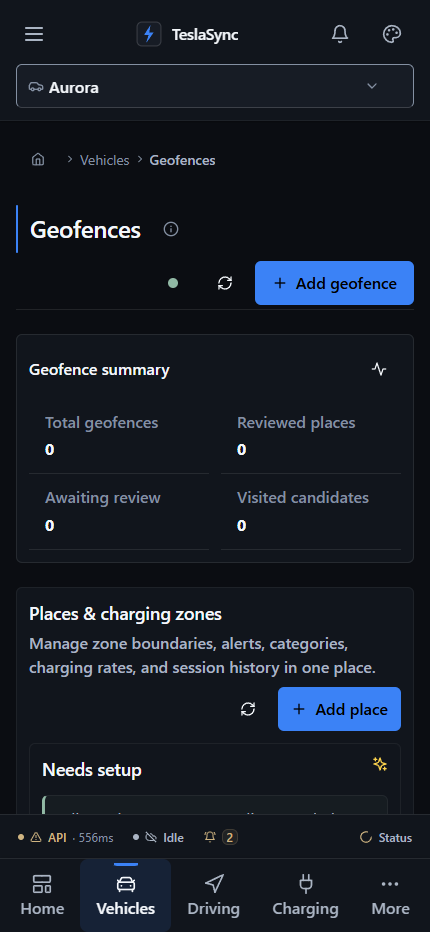 TeslaSync
Aurora
Vehicles
Geofences
Geofences
Add geofence
Geofence summary
Total geofences
Reviewed places
0
0
Awaiting review
Visited candidates
0
0
Places & charging zones
Manage zone boundaries, alerts, categories,
charging rates, and session history in one place.
Add place
Needs setup
API · 556ms
Idle
2
Status
Home
Vehicles
Driving
Charging
More